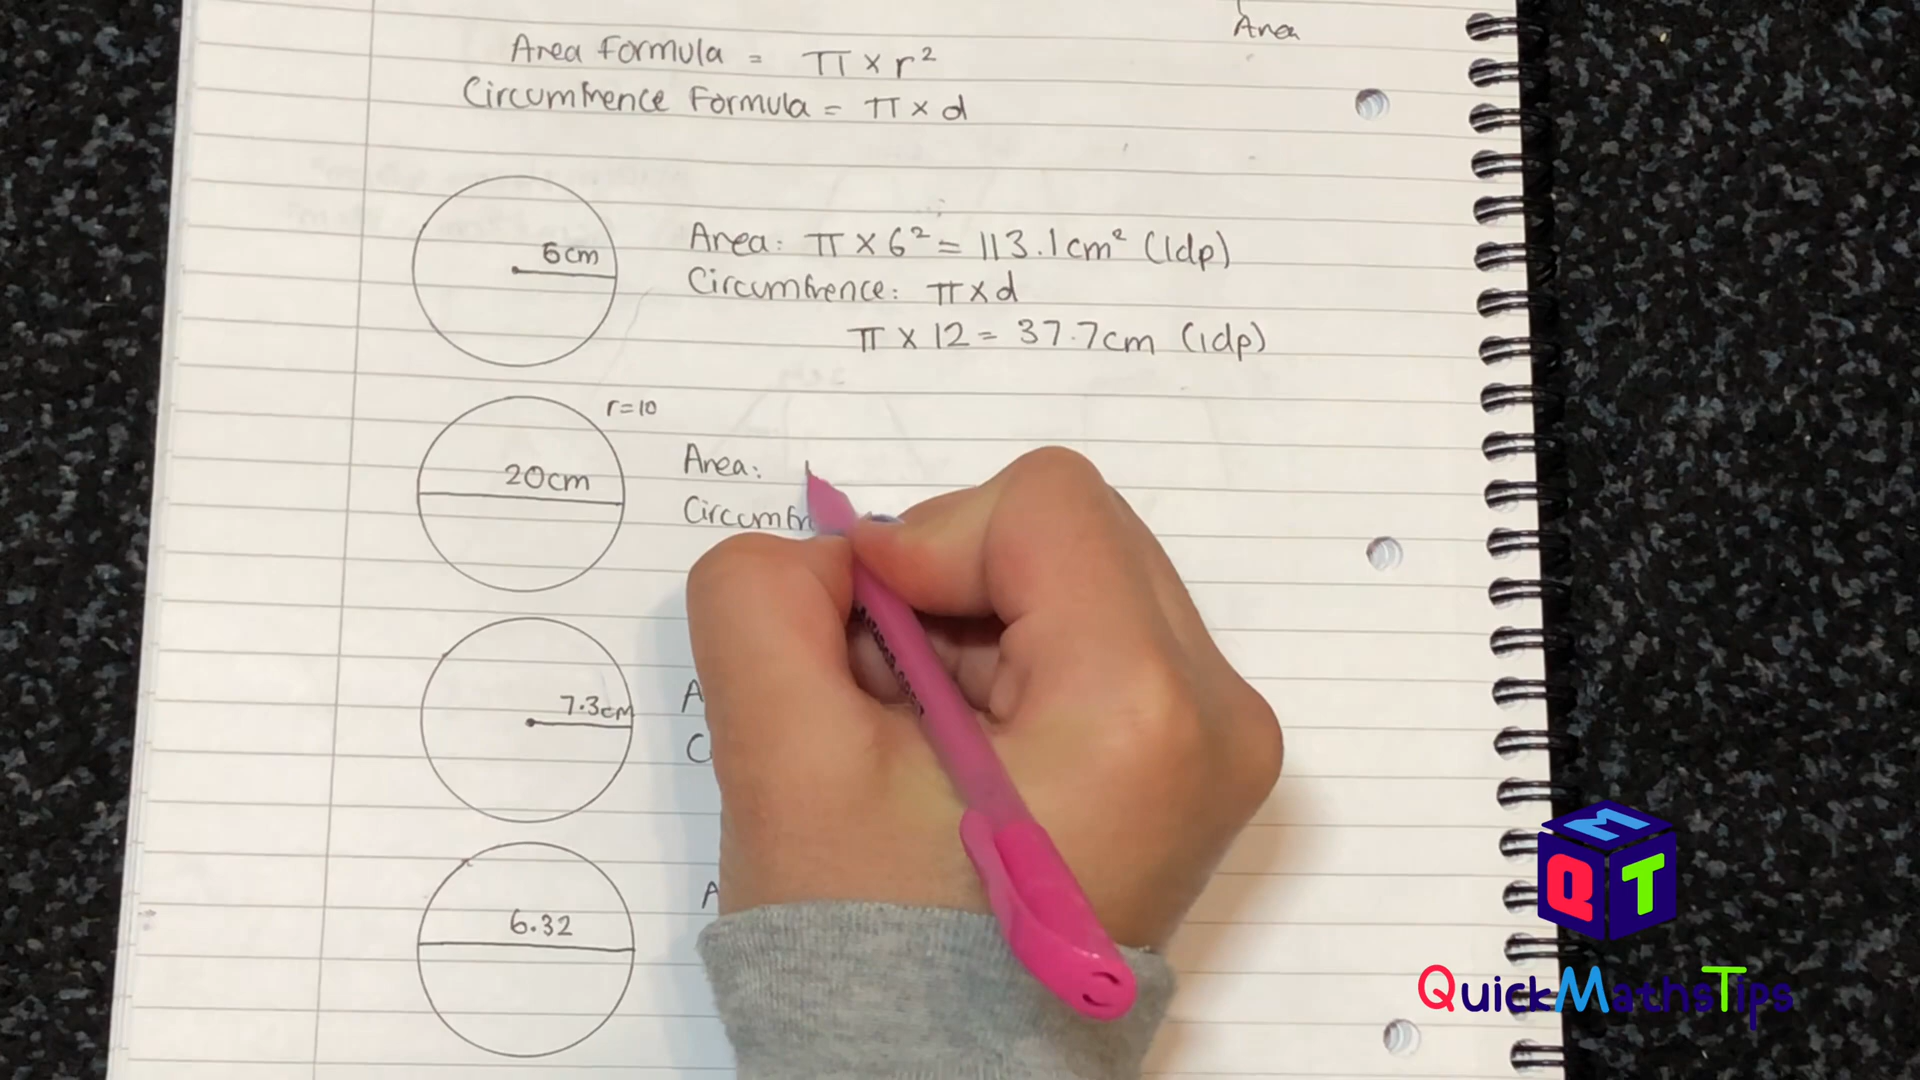 Area
Area Formula = π × r²
Circumfrence Formula = π × d
6cm
Area: π × 6² = 113.1cm² (1dp)
Circumfrence: π × d
π × 12 = 37.7cm (1dp)
r=10
20cm
Area:
Circumfr
7.3cm
A
C
6.32
A
M
Q T
QuickMathsTips